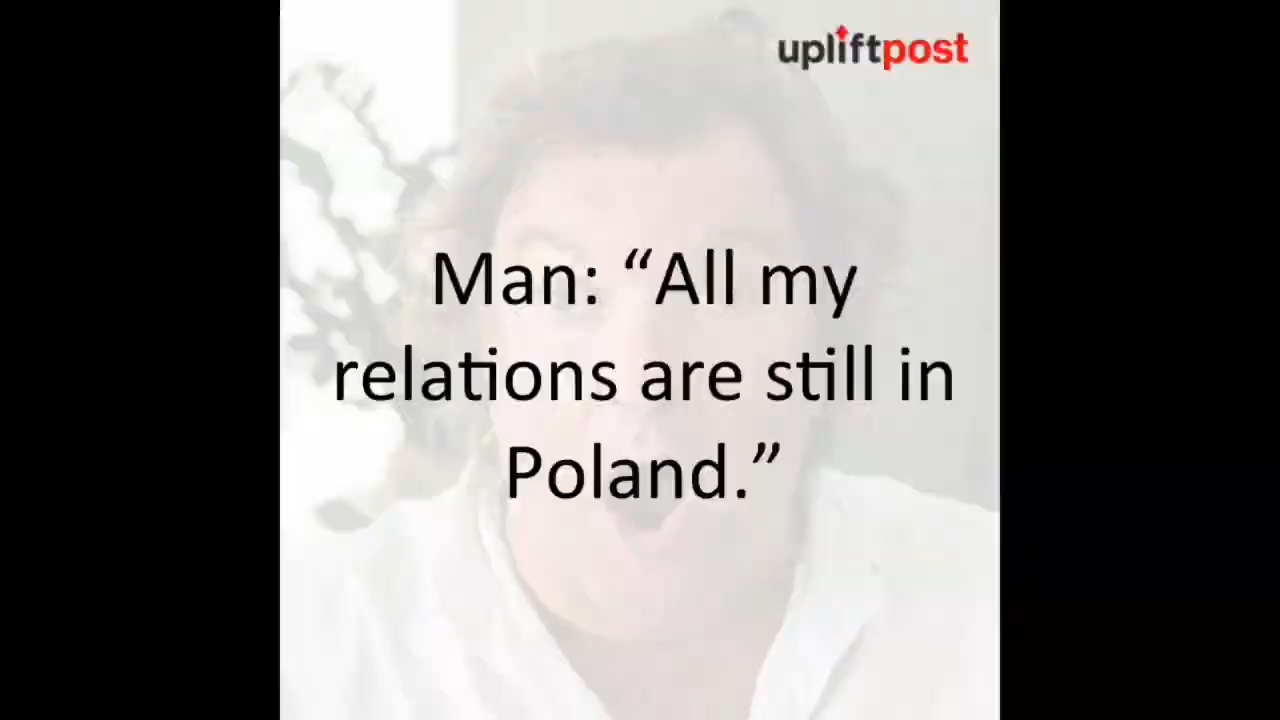 upliftpost
Man: “All my
relations are still in
Poland.”